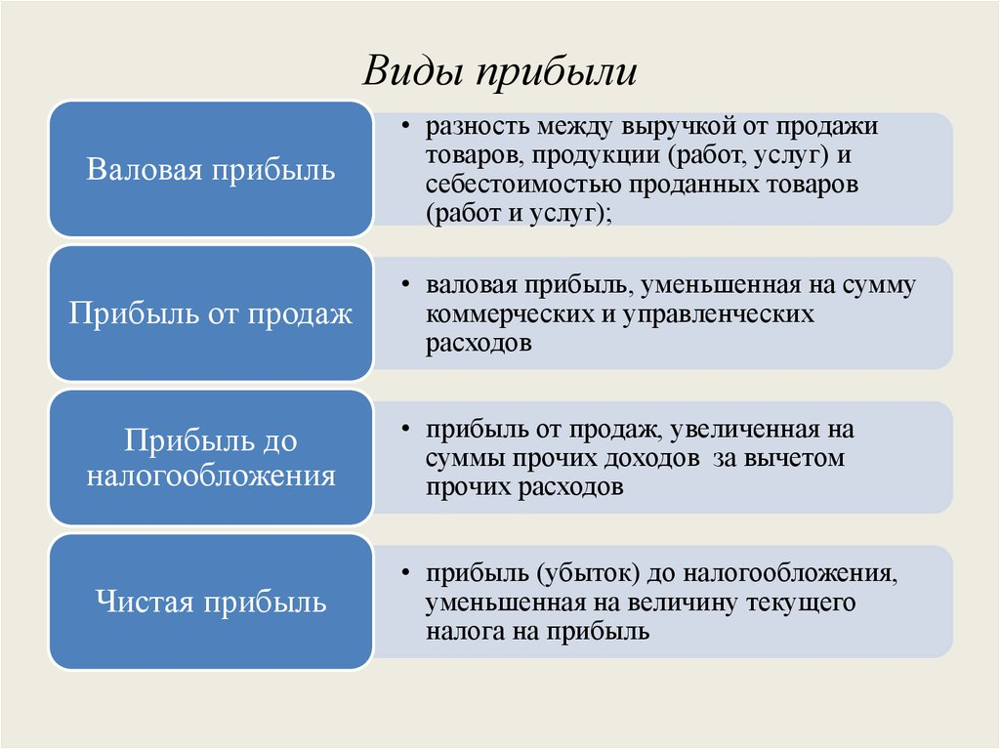 Виды прибыли
Валовая прибыль
• разность между выручкой от продажи
товаров, продукции (работ, услуг) и
себестоимостью проданных товаров
(работ и услуг);
Прибыль от продаж
• валовая прибыль, уменьшенная на сумму
коммерческих и управленческих
расходов
Прибыль до
налогообложения
• прибыль от продаж, увеличенная на
суммы прочих доходов за вычетом
прочих расходов
Чистая прибыль
• прибыль (убыток) до налогообложения,
уменьшенная на величину текущего
налога на прибыль